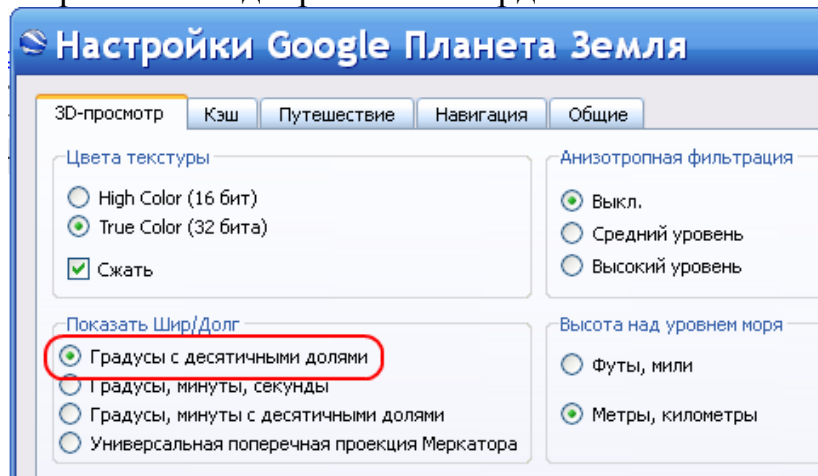 Настройки Google Планета Земля
3D-просмотр Кэш Путешествие Навигация Общие
Цвета текстуры
High Color (16 бит)
True Color (32 бита)
Сжать
Анизотропная фильтрация
Выкл.
Средний уровень
Высокий уровень
Показать Шир/Долг
Градусы с десятичными долями
Градусы, минуты, секунды
Градусы, минуты с десятичными долями
Универсальная поперечная проекция Меркатора
Высота над уровнем моря
Футы, мили
Метры, километры